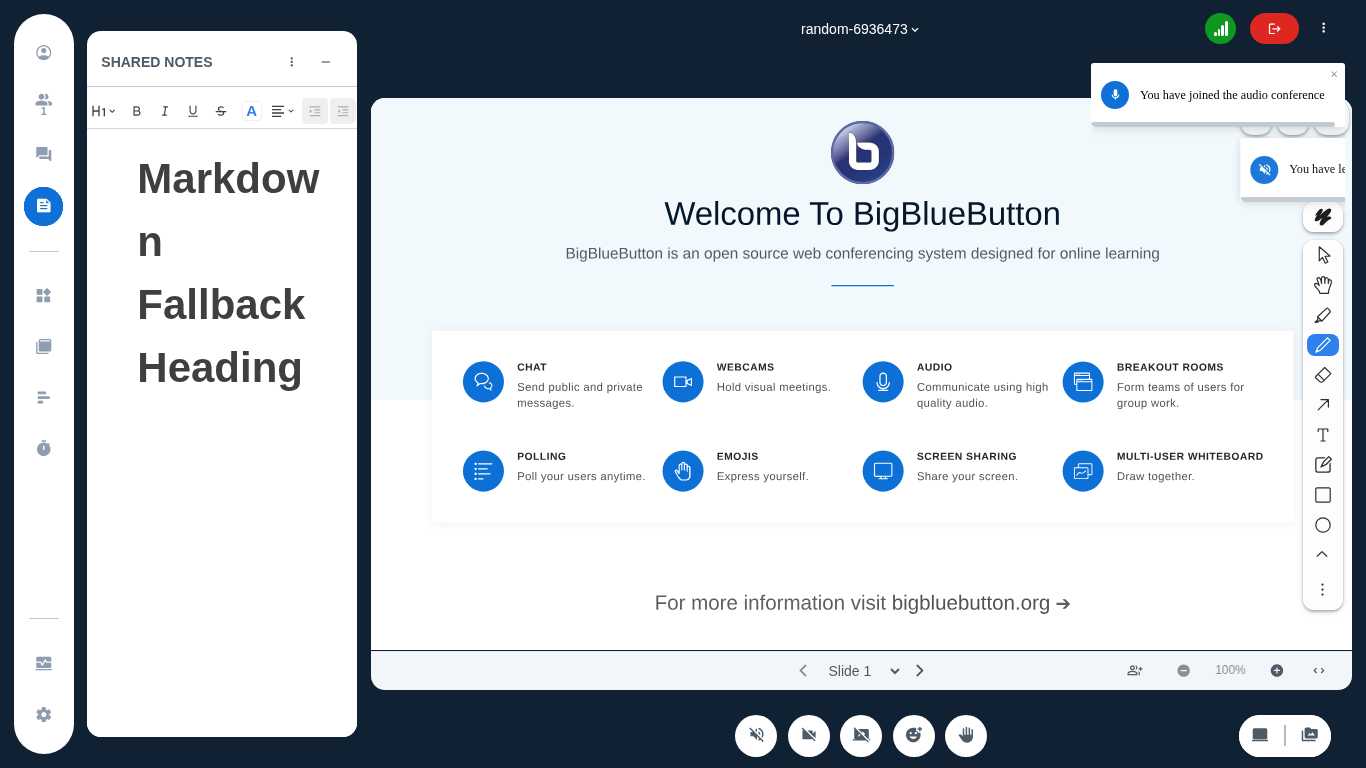 random-6936473
SHARED NOTES
1
H1
B
I
U
S
A
Markdow
n
Fallback
Heading
You have joined the audio conference
You have le
b
Welcome To BigBlueButton
BigBlueButton is an open source web conferencing system designed for online learning
CHAT
Send public and private
messages.
WEBCAMS
Hold visual meetings.
AUDIO
Communicate using high
quality audio.
BREAKOUT ROOMS
Form teams of users for
group work.
POLLING
Poll your users anytime.
EMOJIS
Express yourself.
SCREEN SHARING
Share your screen.
MULTI-USER WHITEBOARD
Draw together.
For more information visit bigbluebutton.org ➔
Slide 1
100%